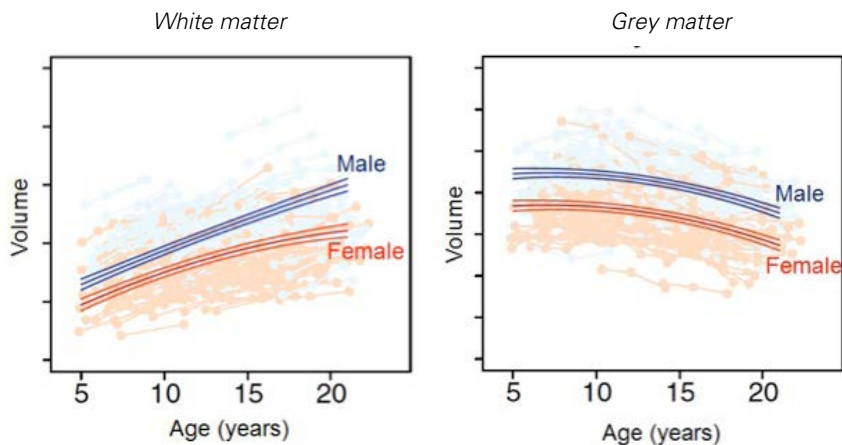 White matter
Grey matter
Volume
Male
Female
5 10 15 20
Age (years)
Volume
Male
Female
5 10 15 20
Age (years)